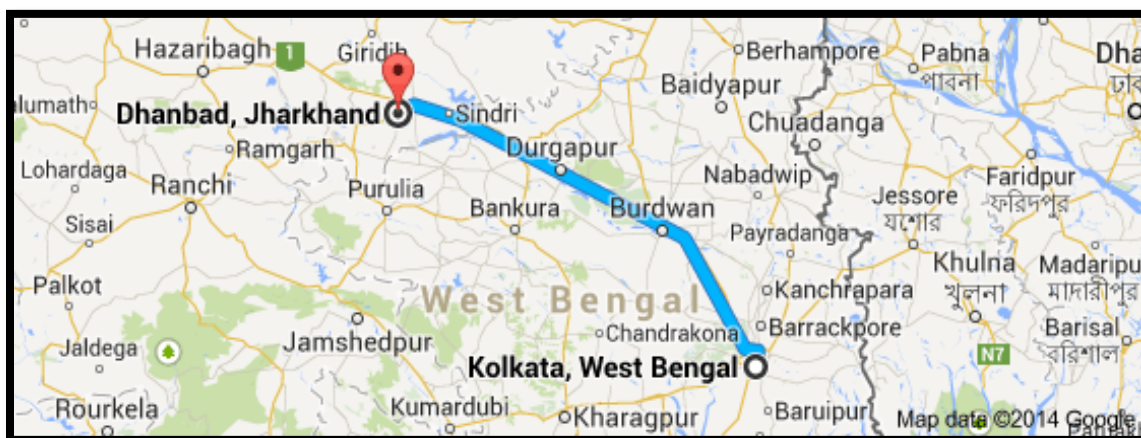 Hazaribagh
1
Giridih
Berhampore
Pabna
পাবনা
Baidyapur
Dhanbad, Jharkhand
Sindri
Chuadanga
Ramgarh
Durgapur
Lohardaga
Ranchi
Purulia
Nabadwip
Jessore
যশোর
Faridpur
ফরিদপুর
Sisai
Bankura
Burdwan
Payradanga
Khulna
খুলনা
Palkot
West Bengal
Kanchrapara
Jamshedpur
Chandrakona
Barrackpore
Barisal
বরিশাল
Jaldega
Kolkata, West Bengal
N7
Rourkela
Kumardubi
Kharagpur
Baruipur
Map data ©2014 Google